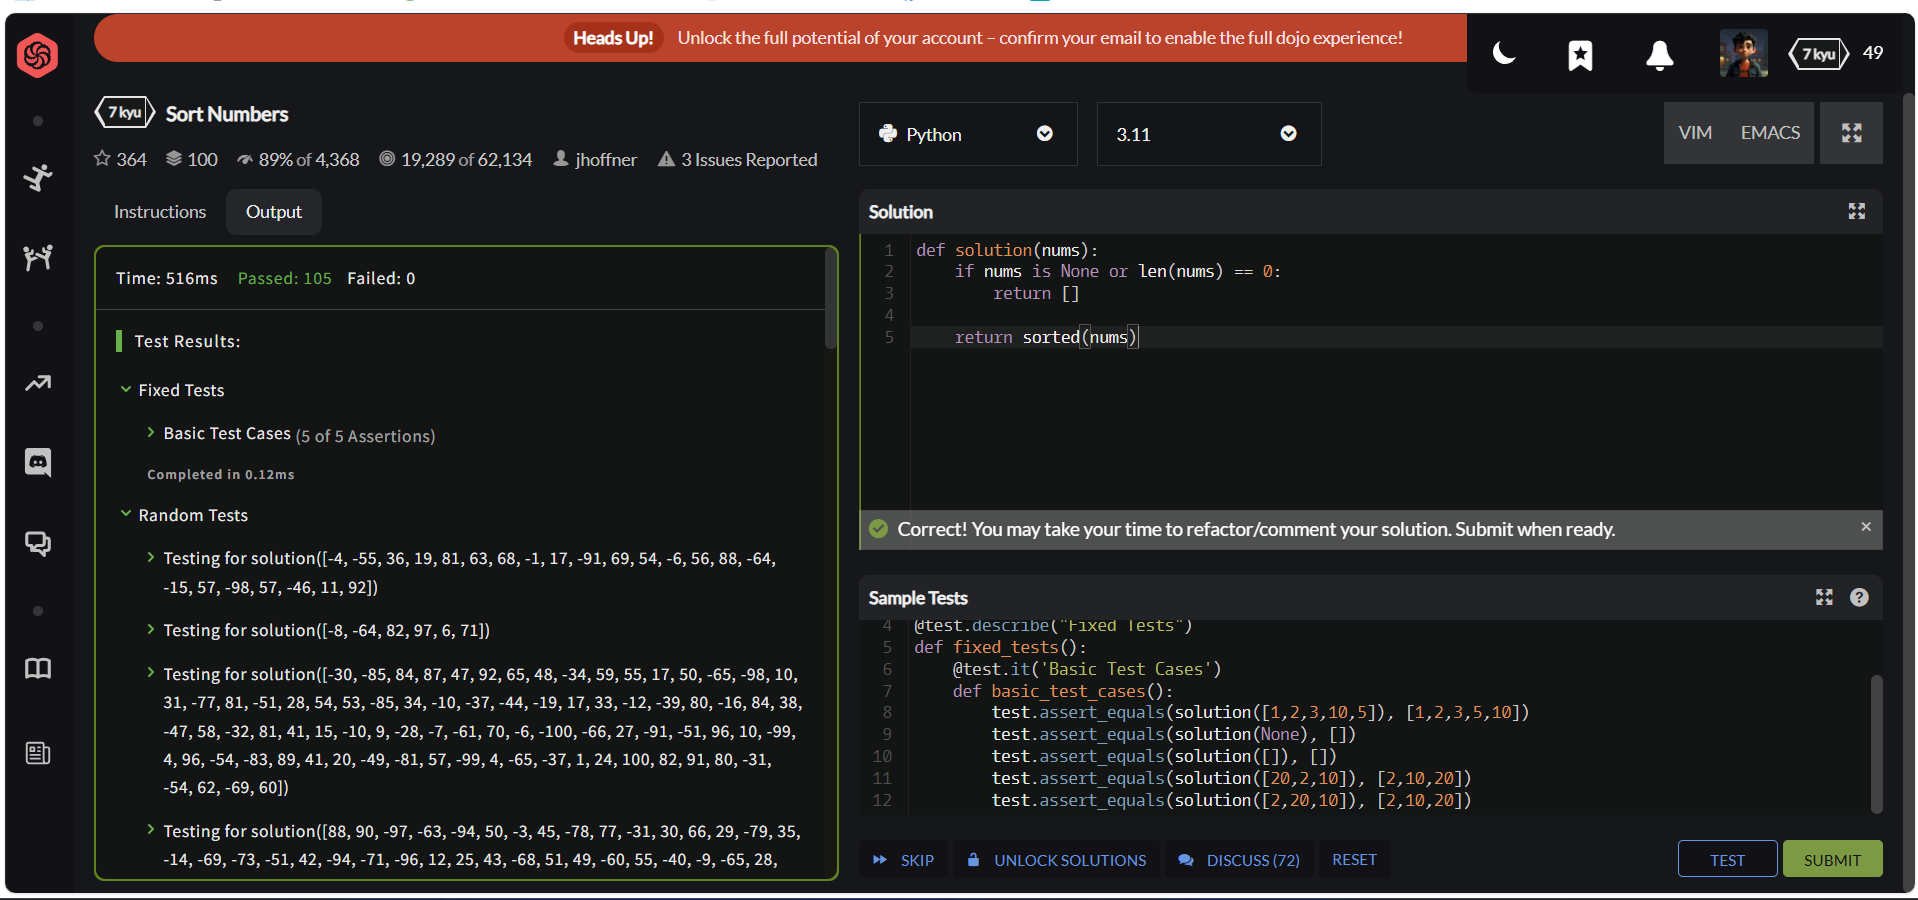 Heads Up! Unlock the full potential of your account – confirm your email to enable the full dojo experience!
7 kyu 49
7 kyu Sort Numbers
364 100 89% of 4,368 19,289 of 62,134 jhoffner 3 Issues Reported
Python
3.11
VIM EMACS
Instructions Output
Time: 516ms Passed: 105 Failed: 0
Test Results:
Fixed Tests
Basic Test Cases (5 of 5 Assertions)
Completed in 0.12ms
Random Tests
Testing for solution([-4, -55, 36, 19, 81, 63, 68, -1, 17, -91, 69, 54, -6, 56, 88, -64,
-15, 57, -98, 57, -46, 11, 92])
Testing for solution([-8, -64, 82, 97, 6, 71])
Testing for solution([-30, -85, 84, 87, 47, 92, 65, 48, -34, 59, 55, 17, 50, -65, -98, 10,
31, -77, 81, -51, 28, 54, 53, -85, 34, -10, -37, -44, -19, 17, 33, -12, -39, 80, -16, 84, 38,
-47, 58, -32, 81, 41, 15, -10, 9, -28, -7, -61, 70, -6, -100, -66, 27, -91, -51, 96, 10, -99,
4, 96, -54, -83, 89, 41, 20, -49, -81, 57, -99, 4, -65, -37, 1, 24, 100, 82, 91, 80, -31,
-54, 62, -69, 60])
Testing for solution([88, 90, -97, -63, -94, 50, -3, 45, -78, 77, -31, 30, 66, 29, -79, 35,
-14, -69, -73, -51, 42, -94, -71, -96, 12, 25, 43, -68, 51, 49, -60, 55, -40, -9, -65, 28,
Solution
1 def solution(nums):
2     if nums is None or len(nums) == 0:
3         return []
4
5     return sorted(nums)
Correct! You may take your time to refactor/comment your solution. Submit when ready.
Sample Tests
4 @test.describe("Fixed Tests")
5 def fixed_tests():
6     @test.it('Basic Test Cases')
7     def basic_test_cases():
8         test.assert_equals(solution([1,2,3,10,5]), [1,2,3,5,10])
9         test.assert_equals(solution(None), [])
10         test.assert_equals(solution([]), [])
11         test.assert_equals(solution([20,2,10]), [2,10,20])
12         test.assert_equals(solution([2,20,10]), [2,10,20])
SKIP UNLOCK SOLUTIONS DISCUSS (72) RESET TEST SUBMIT